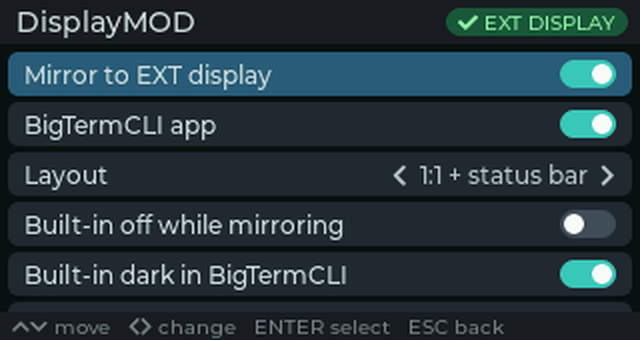 DisplayMOD
EXT DISPLAY
Mirror to EXT display
BigTermCLI app
Layout 1:1 + status bar
Built-in off while mirroring
Built-in dark in BigTermCLI
move change ENTER select ESC back